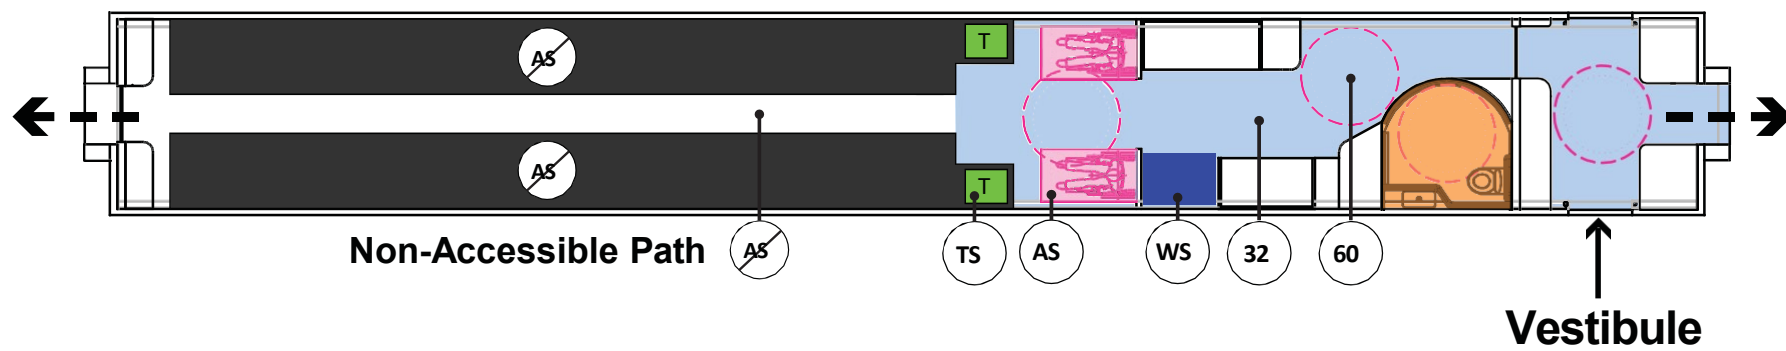 AS
T
AS
T
Non-Accessible Path
AS
TS
AS
WS
32
60
Vestibule